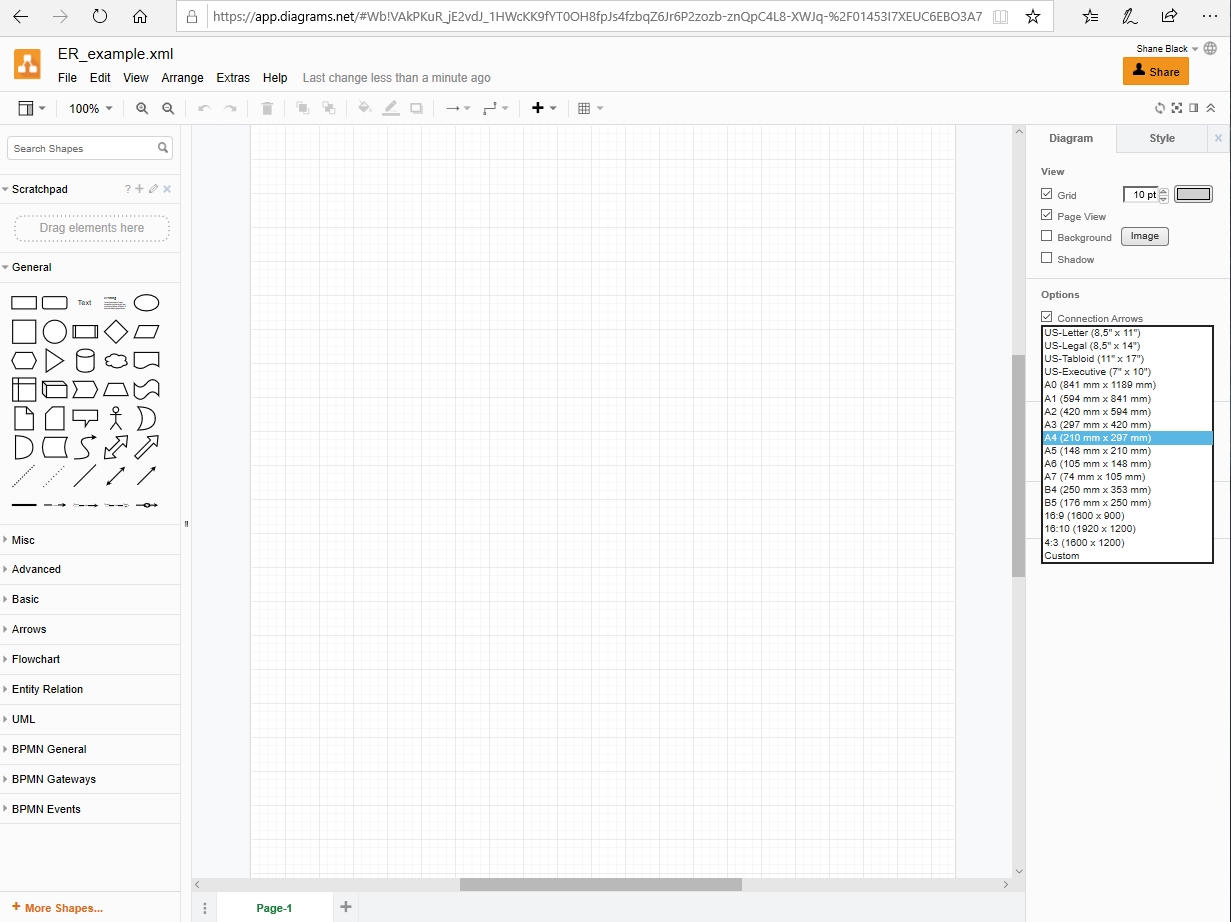 https://app.diagrams.net/#Wb!VAkPKuR_jE2vdJ_1HWcKK9fYT0OH8fpJs4fzbqZ6Jr6P2zozb-znQpC4L8-XWJq-%2F01453I7XEUC6EBO3A7
ER_example.xml
Shane Black
File Edit View Arrange Extras Help Last change less than a minute ago
Share
100%
Search Shapes
Diagram Style
View
Scratchpad ?
Grid 10 pt
Page View
Drag elements here
Background Image
Shadow
General
Options
Text
Connection Arrows
US-Letter (8,5" x 11")
US-Legal (8,5" x 14")
US-Tabloid (11" x 17")
US-Executive (7" x 10")
A0 (841 mm x 1189 mm)
A1 (594 mm x 841 mm)
A2 (420 mm x 594 mm)
A3 (297 mm x 420 mm)
A4 (210 mm x 297 mm)
A5 (148 mm x 210 mm)
A6 (105 mm x 148 mm)
A7 (74 mm x 105 mm)
B4 (250 mm x 353 mm)
B5 (176 mm x 250 mm)
16:9 (1600 x 900)
16:10 (1920 x 1200)
4:3 (1600 x 1200)
Custom
Misc
Advanced
Basic
Arrows
Flowchart
Entity Relation
UML
BPMN General
BPMN Gateways
BPMN Events
+ More Shapes...
Page-1